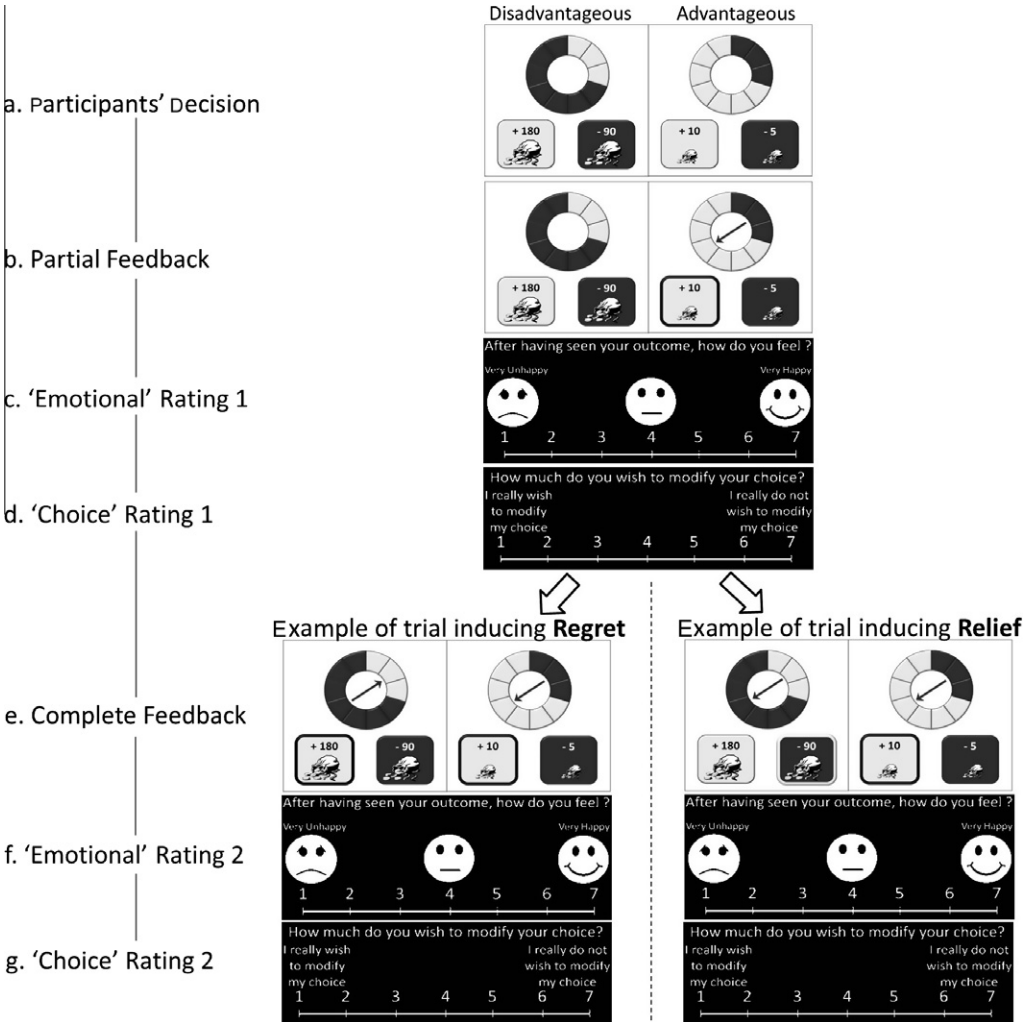 Disadvantageous Advantageous
a. Participants' Decision
+ 180 - 90 + 10 - 5
b. Partial Feedback
+ 180 - 90 + 10 - 5
After having seen your outcome, how do you feel ?
Very Unhappy Very Happy
c. 'Emotional' Rating 1
1 2 3 4 5 6 7
How much do you wish to modify your choice?
I really wish I really do not
to modify wish to modify
my choice my choice
d. 'Choice' Rating 1
1 2 3 4 5 6 7
Example of trial inducing Regret Example of trial inducing Relief
e. Complete Feedback
+ 180 - 90 + 10 - 5 + 180 - 90 + 10 - 5
After having seen your outcome, how do you feel ? After having seen your outcome, how do you feel ?
Very Unhappy Very Happy Very Unhappy Very Happy
f. 'Emotional' Rating 2
1 2 3 4 5 6 7 1 2 3 4 5 6 7
How much do you wish to modify your choice? How much do you wish to modify your choice?
I really wish I really do not I really wish I really do not
to modify wish to modify to modify wish to modify
my choice my choice my choice my choice
g. 'Choice' Rating 2
1 2 3 4 5 6 7 1 2 3 4 5 6 7